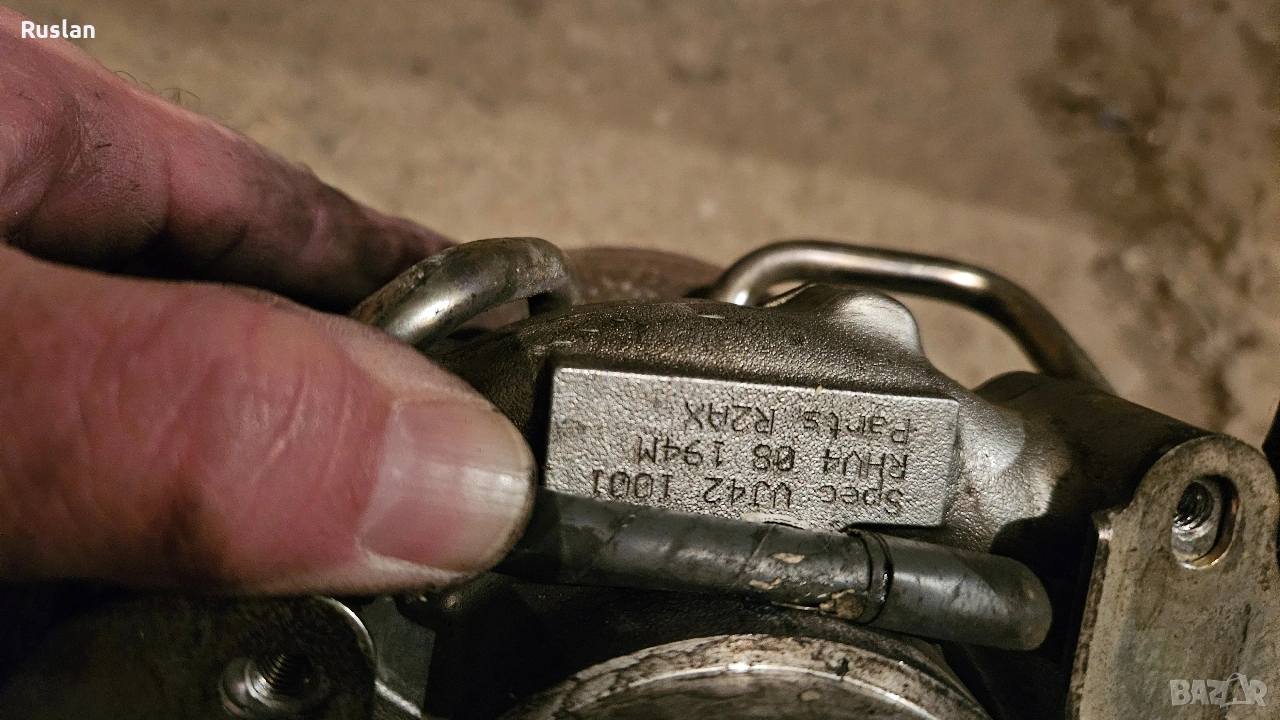 Ruslan
Spec VJ42 1001
RHV4 08 194M
Parts R2AX
BAZAR